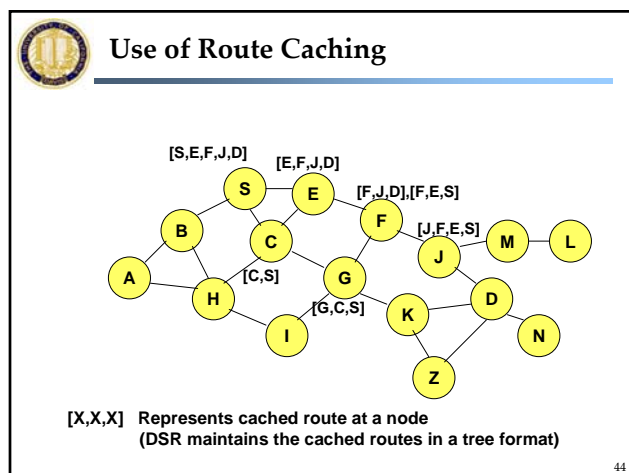 Use of Route Caching
[S,E,F,J,D]
[E,F,J,D]
S
E
[F,J,D],[F,E,S]
F
B
C
[J,F,E,S]
M
L
J
A
[C,S]
G
H
[G,C,S]
D
K
I
N
Z
[X,X,X] Represents cached route at a node
(DSR maintains the cached routes in a tree format)
44